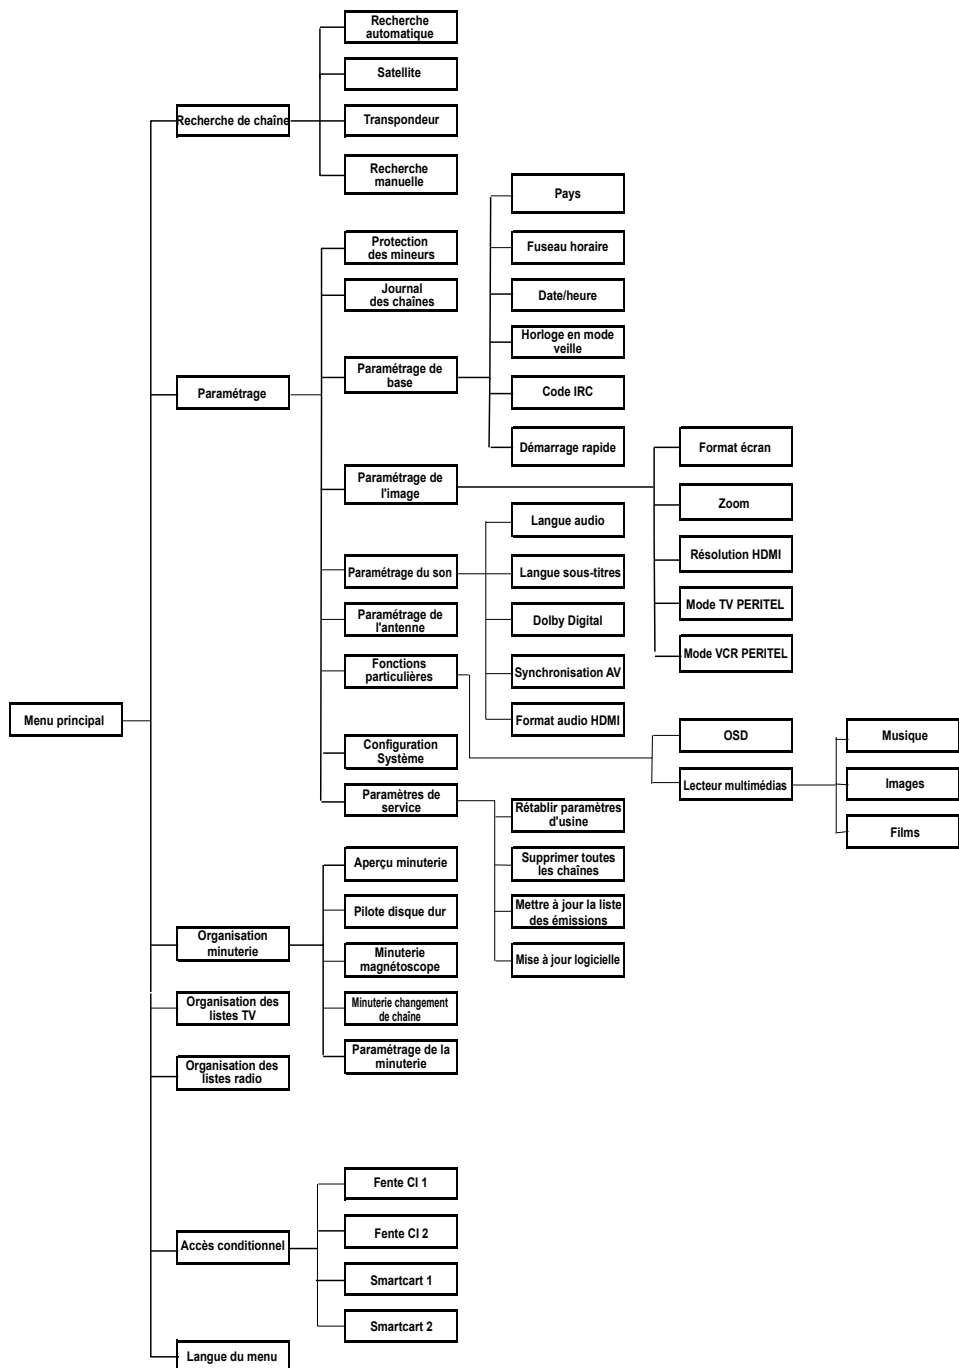 Recherche
automatique
Satellite
Recherche de chaîne
Transpondeur
Recherche
manuelle
Pays
Protection
des mineurs
Fuseau horaire
Journal
des chaînes
Date/heure
Horloge en mode
veille
Paramétrage
Paramétrage de
base
Code IRC
Démarrage rapide
Format écran
Paramétrage de
l'image
Zoom
Langue audio
Résolution HDMI
Paramétrage du son
Langue sous-titres
Mode TV PERITEL
Paramétrage de
l'antenne
Dolby Digital
Mode VCR PERITEL
Fonctions
particulières
Synchronisation AV
Menu principal
Format audio HDMI
OSD
Musique
Configuration
Système
Lecteur multimédias
Images
Paramètres de
service
Rétablir paramètres
d'usine
Films
Aperçu minuterie
Supprimer toutes
les chaînes
Pilote disque dur
Mettre à jour la liste
des émissions
Organisation
minuterie
Minuterie
magnétoscope
Mise à jour logicielle
Organisation des
listes TV
Minuterie changement
de chaîne
Paramétrage de la
minuterie
Organisation des
listes radio
Fente CI 1
Fente CI 2
Accès conditionnel
Smartcart 1
Smartcart 2
Langue du menu